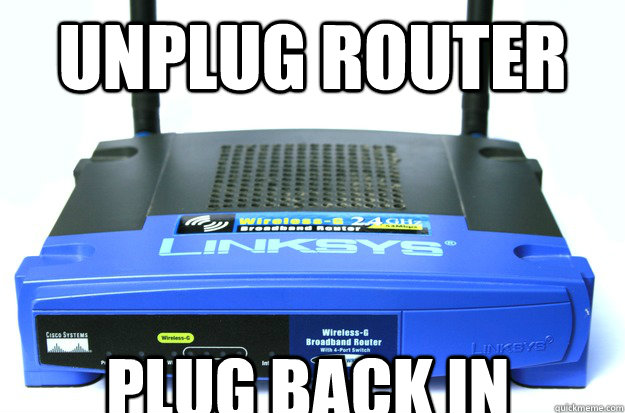 UNPLUG ROUTER
Wireless-G 2.4GHz
Broadband Router 54Mbps
LINKSYS®
CISCO SYSTEMS
Wireless-G
Wireless-G
Broadband Router
With 4-Port Switch
LINKSYS®
PLUG BACK IN
quickmeme.com